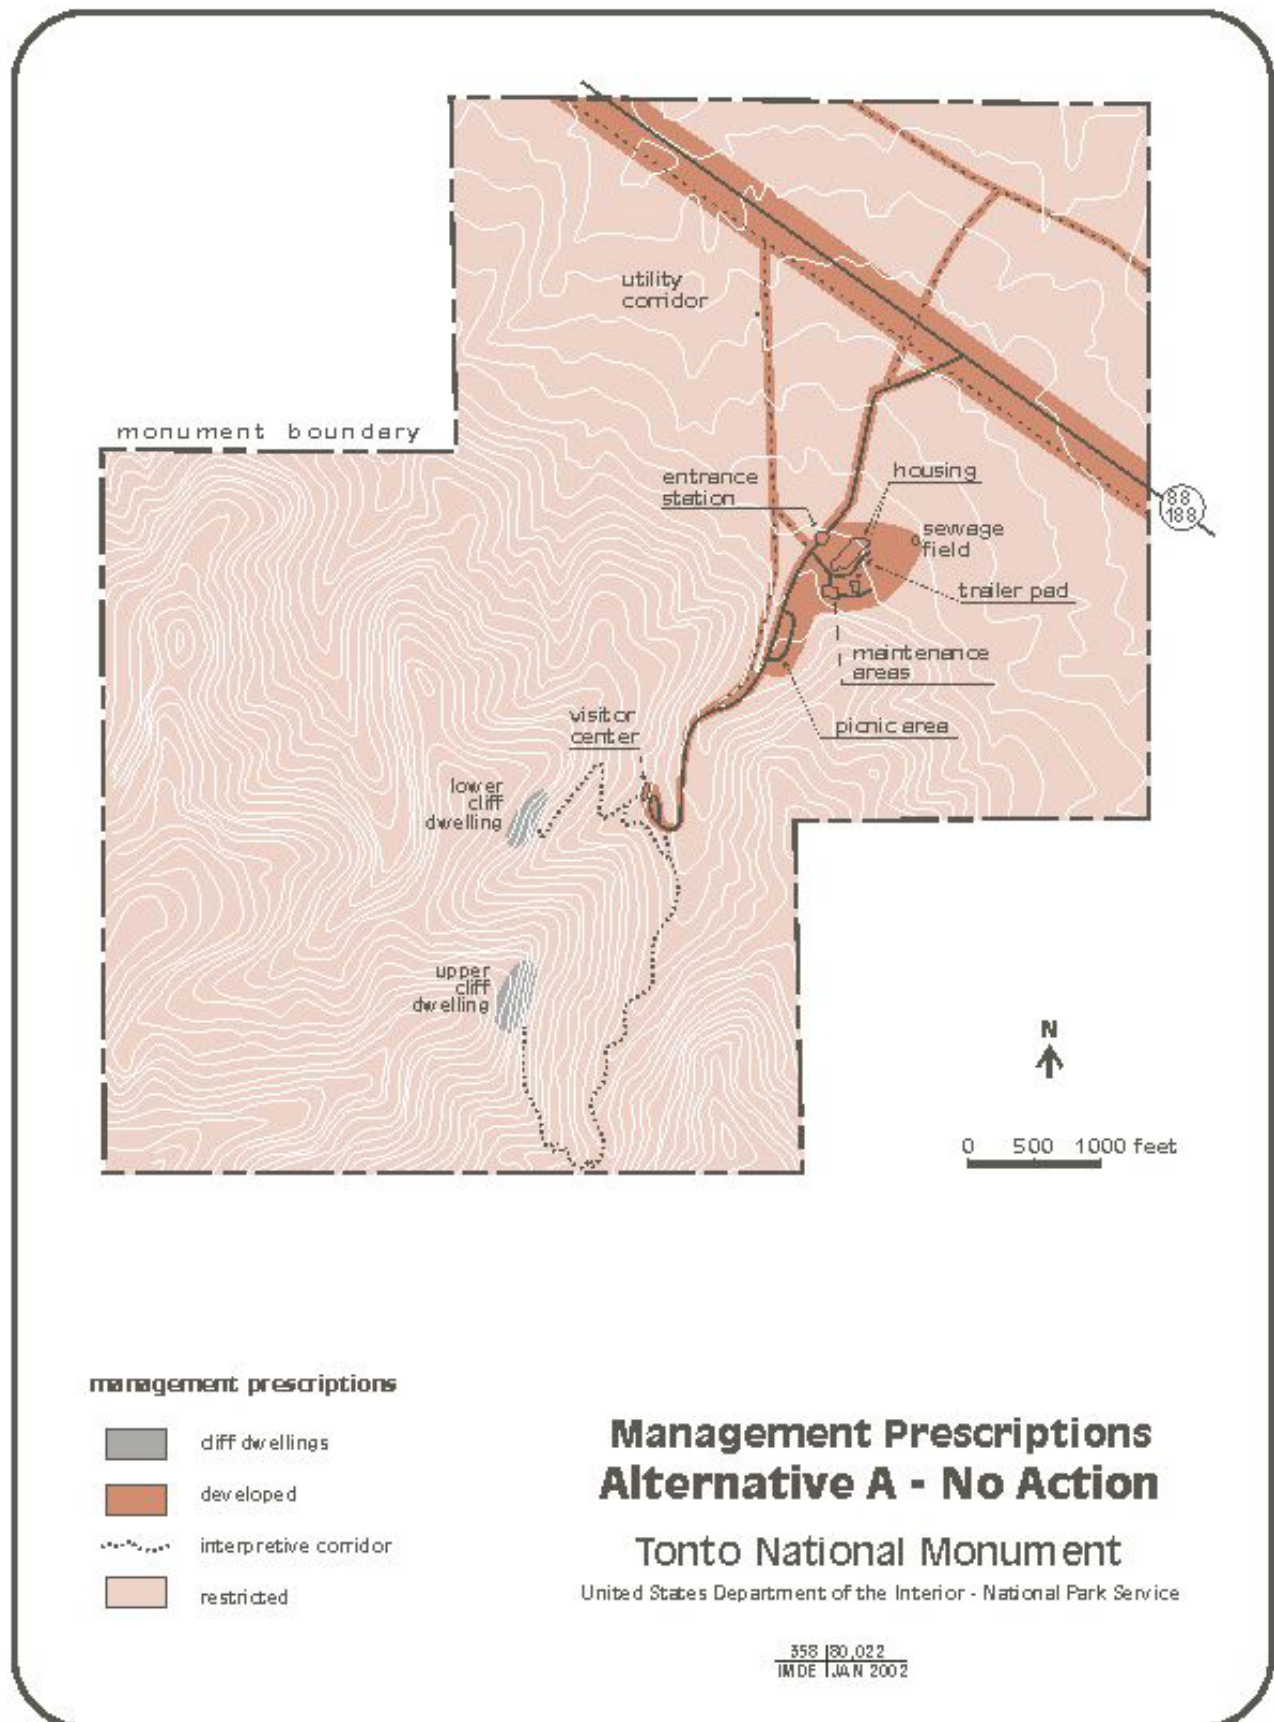 utility
corridor
monument boundary
entrance
station
housing
88
188
sewage
field
trailer pad
maintenance
areas
visitor
center
picnic area
lower
cliff
dwelling
upper
cliff
dwelling
N
0 500 1000 feet
management prescriptions
cliff dwellings
developed
interpretive corridor
restricted
Management Prescriptions
Alternative A - No Action
Tonto National Monument
United States Department of the Interior - National Park Service
358 80,022
IMDE JAN 2002